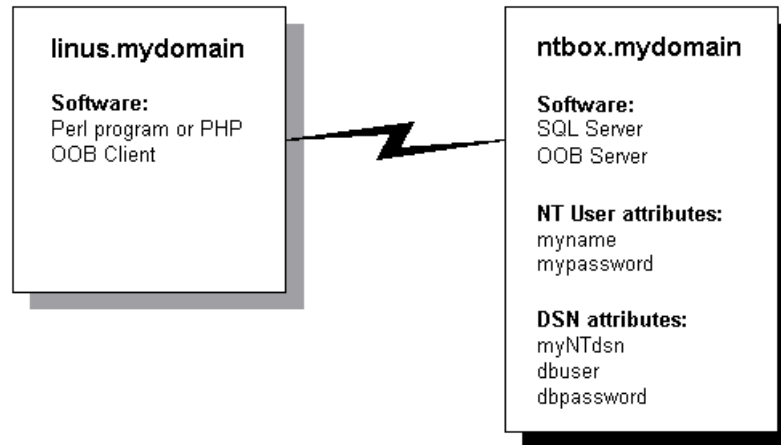 linus.mydomain
Software:
Perl program or PHP
OOB Client
ntbox.mydomain
Software:
SQL Server
OOB Server
NT User attributes:
myname
mypassword
DSN attributes:
myNTdsn
dbuser
dbpassword